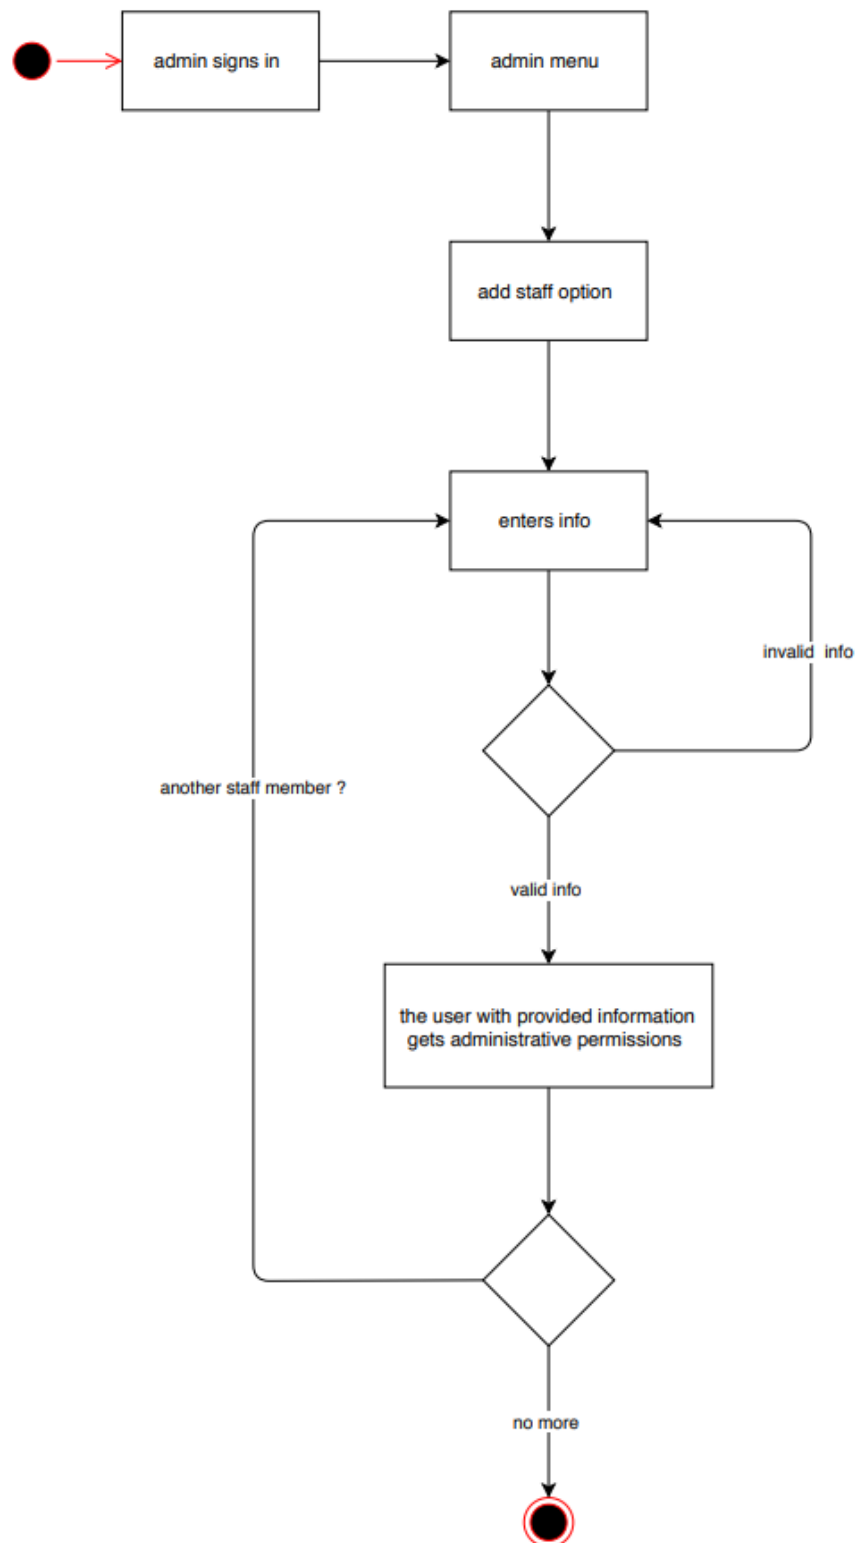 admin signs in
admin menu
add staff option
enters info
invalid  info
another staff member ?
valid info
the user with provided information
gets administrative permissions
no more